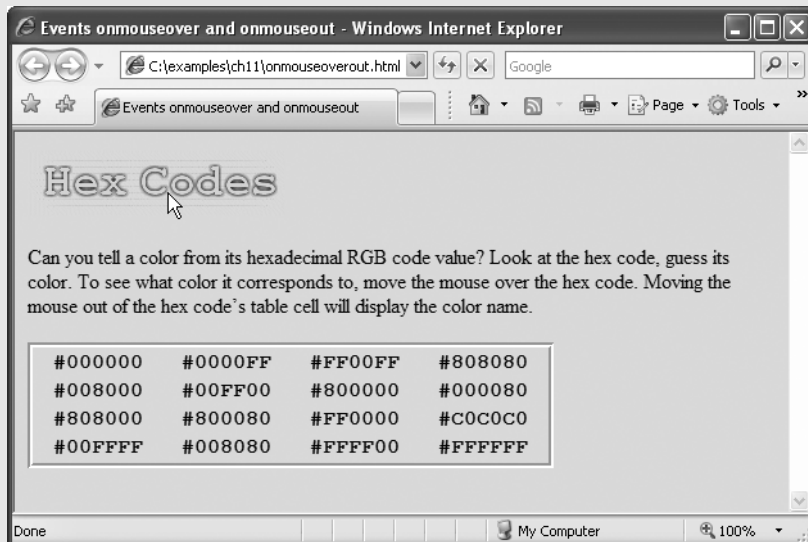 Events onmouseover and onmouseout - Windows Internet Explorer
C:\examples\ch11\onmouseoverout.html Google
Events onmouseover and onmouseout Page Tools »
Hex Codes
Can you tell a color from its hexadecimal RGB code value? Look at the hex code, guess its
color. To see what color it corresponds to, move the mouse over the hex code. Moving the
mouse out of the hex code's table cell will display the color name.
#000000 #0000FF #FF00FF #808080
#008000 #00FF00 #800000 #000080
#808000 #800080 #FF0000 #C0C0C0
#00FFFF #008080 #FFFF00 #FFFFFF
Done My Computer 100%